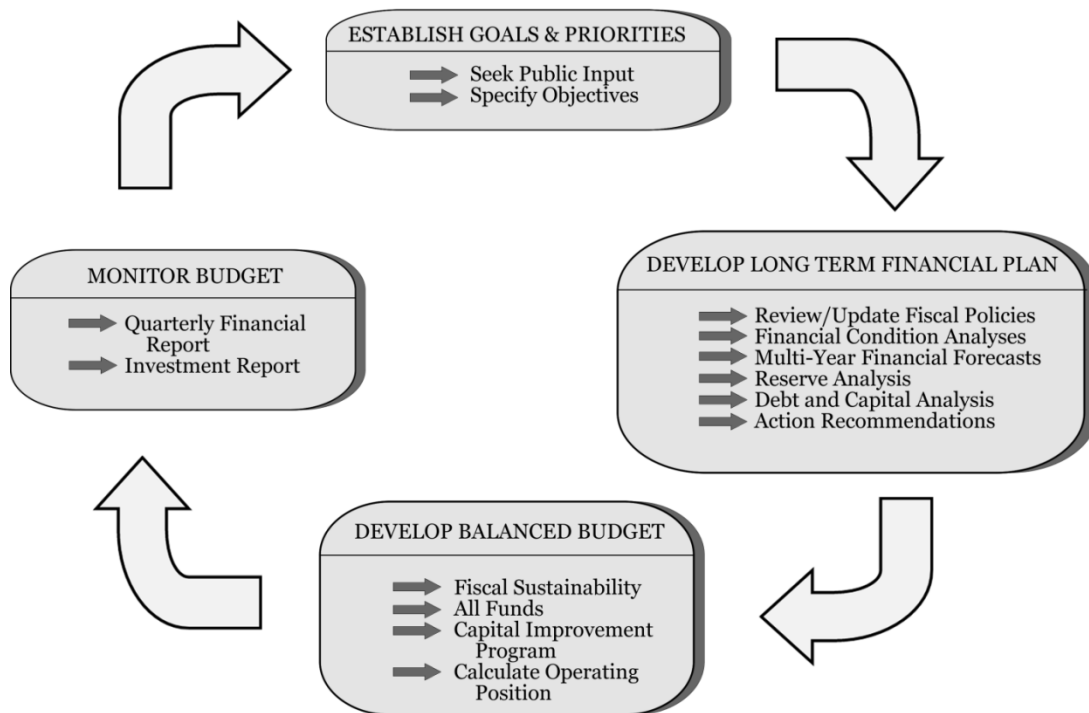 ESTABLISH GOALS & PRIORITIES
Seek Public Input
Specify Objectives
DEVELOP LONG TERM FINANCIAL PLAN
Review/Update Fiscal Policies
Financial Condition Analyses
Multi-Year Financial Forecasts
Reserve Analysis
Debt and Capital Analysis
Action Recommendations
DEVELOP BALANCED BUDGET
Fiscal Sustainability
All Funds
Capital Improvement
Program
Calculate Operating
Position
MONITOR BUDGET
Quarterly Financial
Report
Investment Report